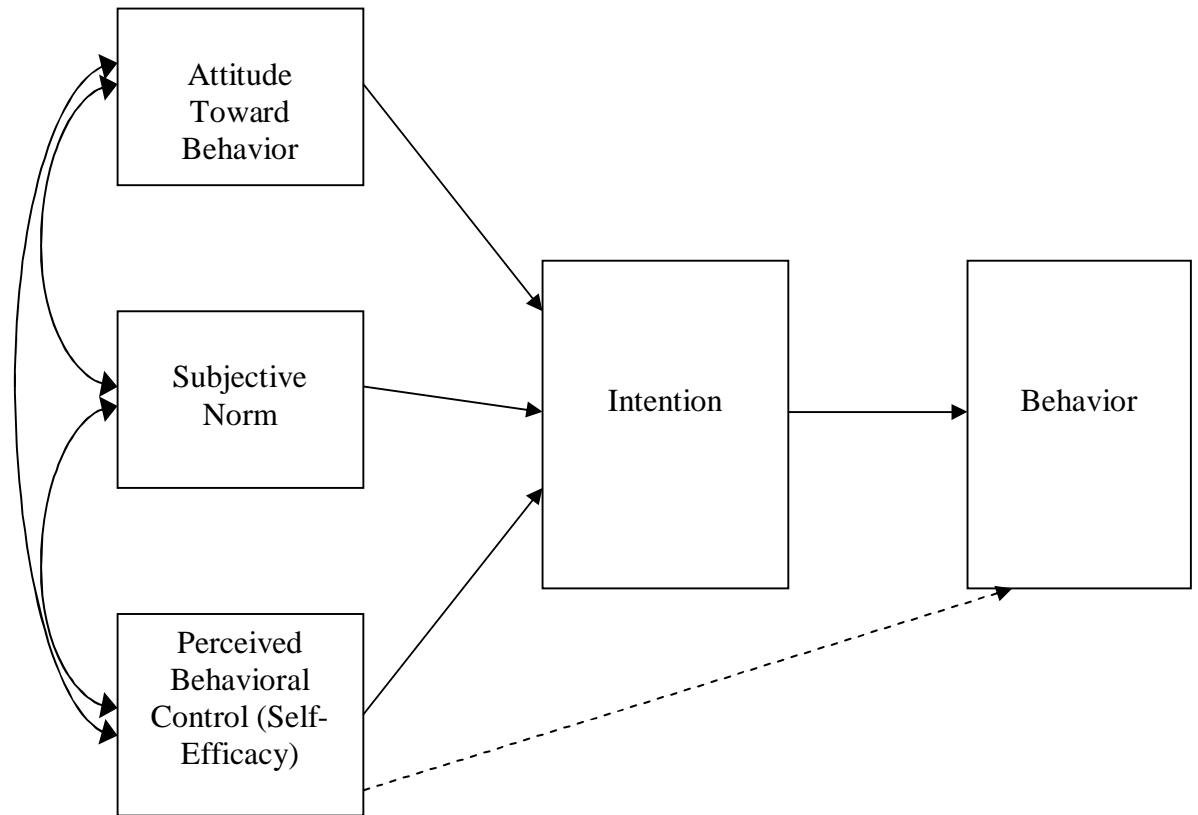 Attitude
Toward
Behavior
Subjective
Norm
Intention
Behavior
Perceived
Behavioral
Control (Self-
Efficacy)